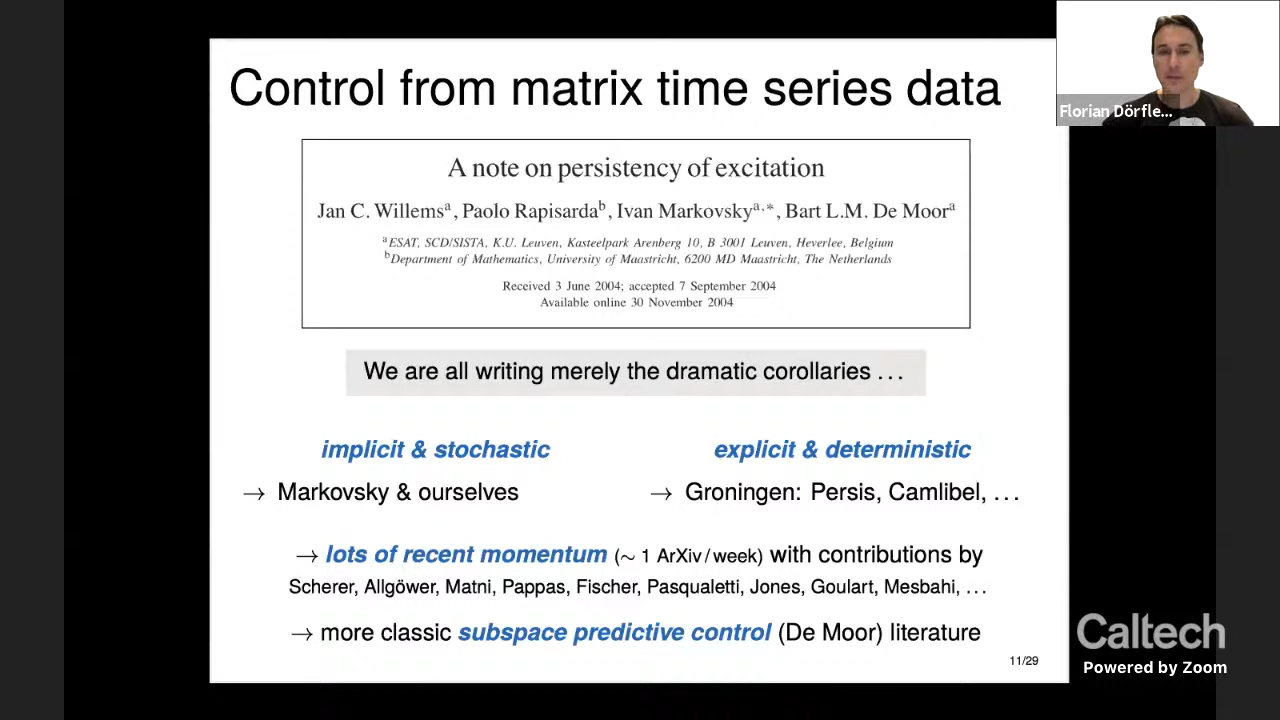 Control from matrix time series data
A note on persistency of excitation
Jan C. Willemsᵃ, Paolo Rapisardaᵇ, Ivan Markovskyᵃ,*, Bart L.M. De Moorᵃ
ᵃESAT, SCD/SISTA, K.U. Leuven, Kasteelpark Arenberg 10, B 3001 Leuven, Heverlee, Belgium
ᵇDepartment of Mathematics, University of Maastricht, 6200 MD Maastricht, The Netherlands
Received 3 June 2004; accepted 7 September 2004
Available online 30 November 2004
We are all writing merely the dramatic corollaries ...
implicit & stochastic
→ Markovsky & ourselves
explicit & deterministic
→ Groningen: Persis, Camlibel, ...
→ lots of recent momentum (∼ 1 ArXiv / week) with contributions by
Scherer, Allgöwer, Matni, Pappas, Fischer, Pasqualetti, Jones, Goulart, Mesbahi, ...
→ more classic subspace predictive control (De Moor) literature
11/29
Florian Dörfle...
Caltech
Powered by Zoom